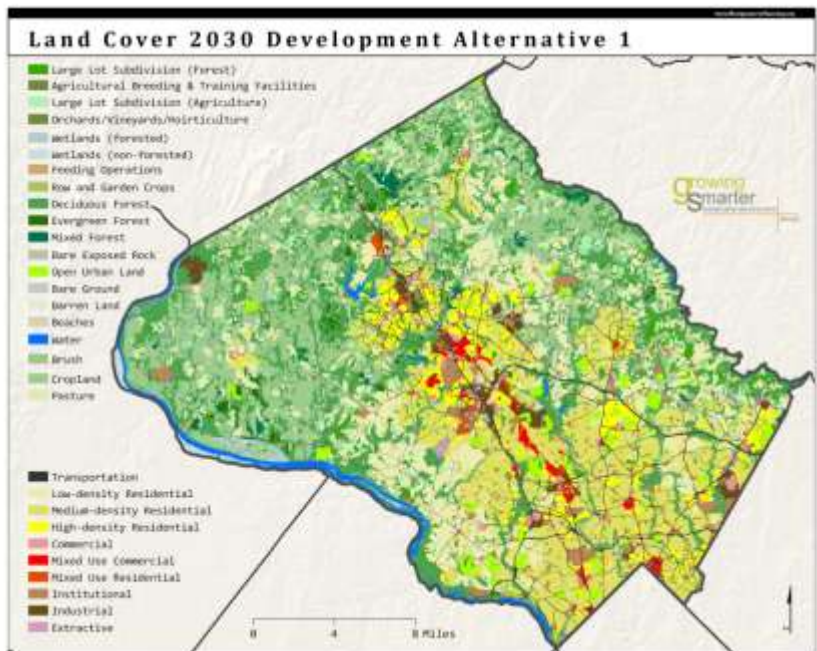 Land Cover 2030 Development Alternative 1
Large Lot Subdivision (Forest)
Agricultural Breeding & Training Facilities
Large Lot Subdivision (Agriculture)
Orchards/Vineyards/Hoirticulture
Wetlands (forested)
Wetlands (non-forested)
Feeding Operations
Row and Garden Crops
Deciduous Forest
Evergreen Forest
Mixed Forest
Bare Exposed Rock
Open Urban Land
Bare Ground
Barren Land
Beaches
Water
Brush
Cropland
Pasture
growing
Smarter
Transportation
Low-density Residential
Medium-density Residential
High-density Residential
Commercial
Mixed Use Commercial
Mixed Use Residential
Institutional
Industrial
Extractive
0 4 8 Miles